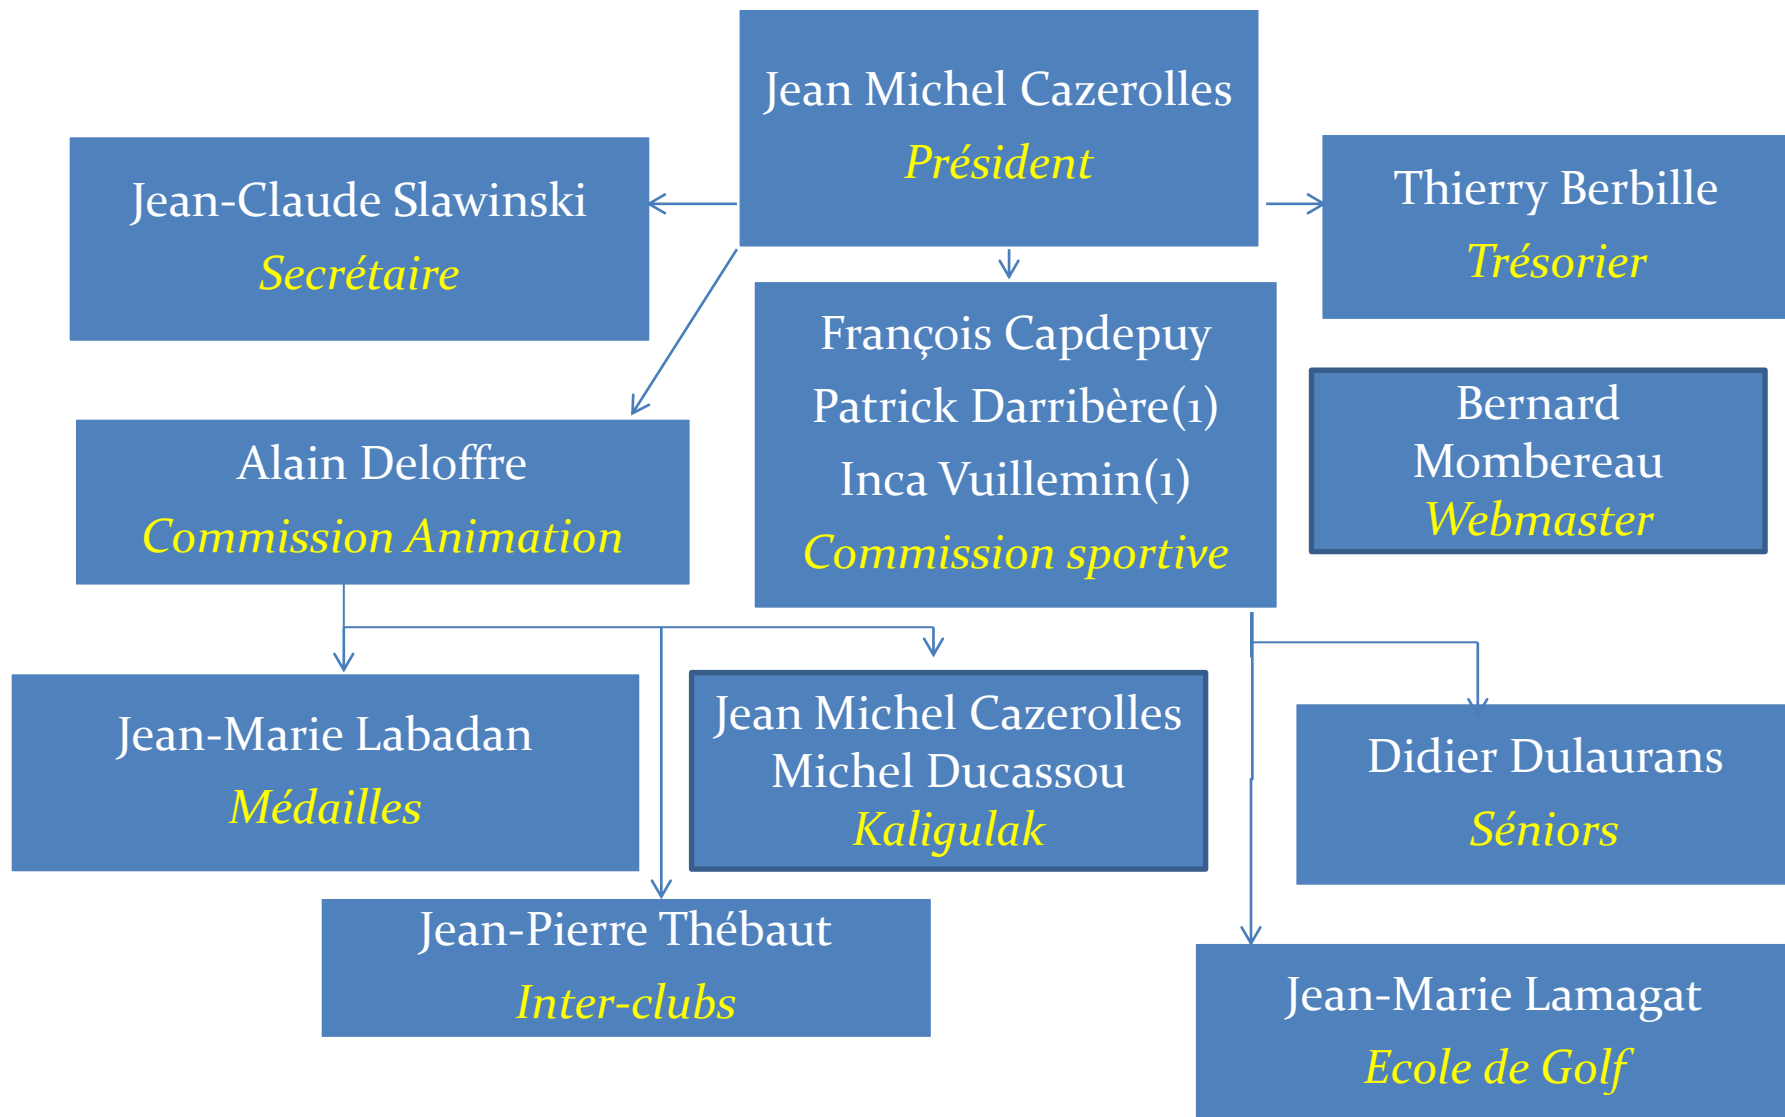 Jean Michel Cazerolles
Président
Jean-Claude Slawinski
Secrétaire
Thierry Berbille
Trésorier
François Capdepuy
Patrick Darribère(1)
Inca Vuillemin(1)
Commission sportive
Bernard
Mombereau
Webmaster
Alain Deloffre
Commission Animation
Jean-Marie Labadan
Médailles
Jean Michel Cazerolles
Michel Ducassou
Kaligulak
Didier Dulaurans
Séniors
Jean-Pierre Thébaut
Inter-clubs
Jean-Marie Lamagat
Ecole de Golf